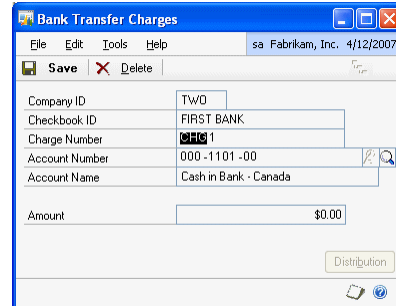 Bank Transfer Charges
File Edit Tools Help sa Fabrikam, Inc. 4/12/2007
Save Delete
Company ID TWO
Checkbook ID FIRST BANK
Charge Number CHG1
Account Number 000 -1101 -00
Account Name Cash in Bank - Canada
Amount $0.00
Distribution